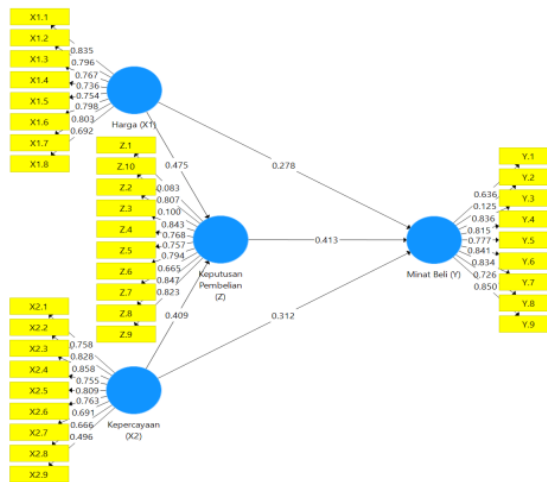 X1.1
X1.2
X1.3
X1.4
X1.5
X1.6
X1.7
X1.8
0.835
0.796
0.767
0.736
0.754
0.798
0.803
0.692
Harga (X1)
0.475
0.278
Z.1
Z.10
Z.2
Z.3
Z.4
Z.5
Z.6
Z.7
Z.8
Z.9
0.083
0.807
0.100
0.843
0.768
0.757
0.794
0.665
0.847
0.823
Keputusan
Pembelian
(Z)
0.413
0.409
0.312
Y.1
Y.2
Y.3
Y.4
Y.5
Y.6
Y.7
Y.8
Y.9
0.636
0.125
0.836
0.815
0.777
0.841
0.834
0.726
0.850
Minat Beli (Y)
X2.1
X2.2
X2.3
X2.4
X2.5
X2.6
X2.7
X2.8
X2.9
0.758
0.828
0.858
0.755
0.809
0.763
0.691
0.666
0.496
Kepercayaan
(X2)